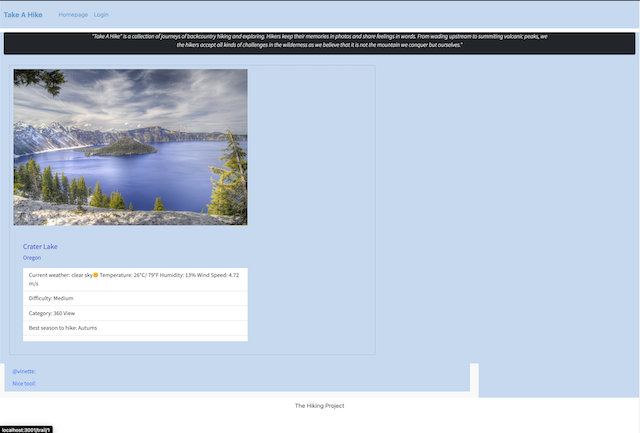 Take A Hike Homepage Login
"Take A Hike" is a collection of journeys of backcountry hiking and exploring. Hikers keep their memories in photos and share feelings in words. From wading upstream to summiting volcanic peaks, we
the hikers accept all kinds of challenges in the wilderness as we believe that it is not the mountain we conquer but ourselves."
Crater Lake
Oregon
Current weather: clear sky🌞 Temperature: 26°C/ 79°F Humidity: 13% Wind Speed: 4.72
m/s
Difficulty: Medium
Category: 360 View
Best season to hike: Autums
@vinette:
Nice tool!
The Hiking Project
localhost:3001/trail/1